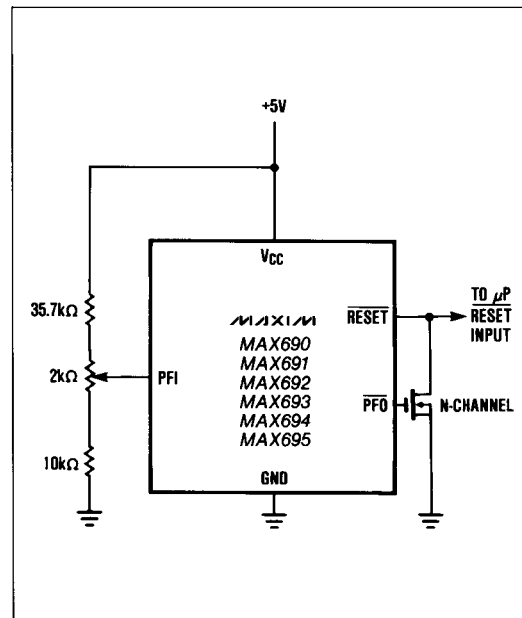 +5V
VCC
35.7kΩ
2kΩ
10kΩ
PFI
MAXIM
MAX690
MAX691
MAX692
MAX693
MAX694
MAX695
GND
RESET
PFO
TO μP
RESET
INPUT
N-CHANNEL